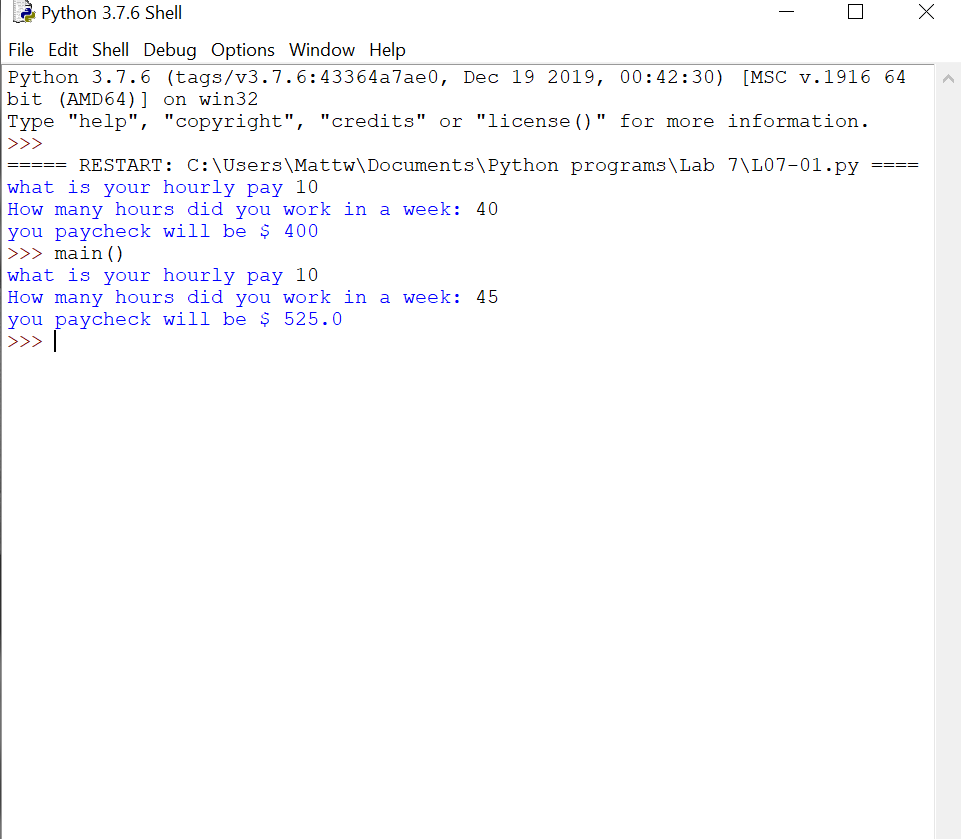 Python 3.7.6 Shell
File Edit Shell Debug Options Window Help
Python 3.7.6 (tags/v3.7.6:43364a7ae0, Dec 19 2019, 00:42:30) [MSC v.1916 64
bit (AMD64)] on win32
Type "help", "copyright", "credits" or "license()" for more information.
>>>
===== RESTART: C:\Users\Mattw\Documents\Python programs\Lab 7\L07-01.py ====
what is your hourly pay 10
How many hours did you work in a week: 40
you paycheck will be $ 400
>>> main()
what is your hourly pay 10
How many hours did you work in a week: 45
you paycheck will be $ 525.0
>>>